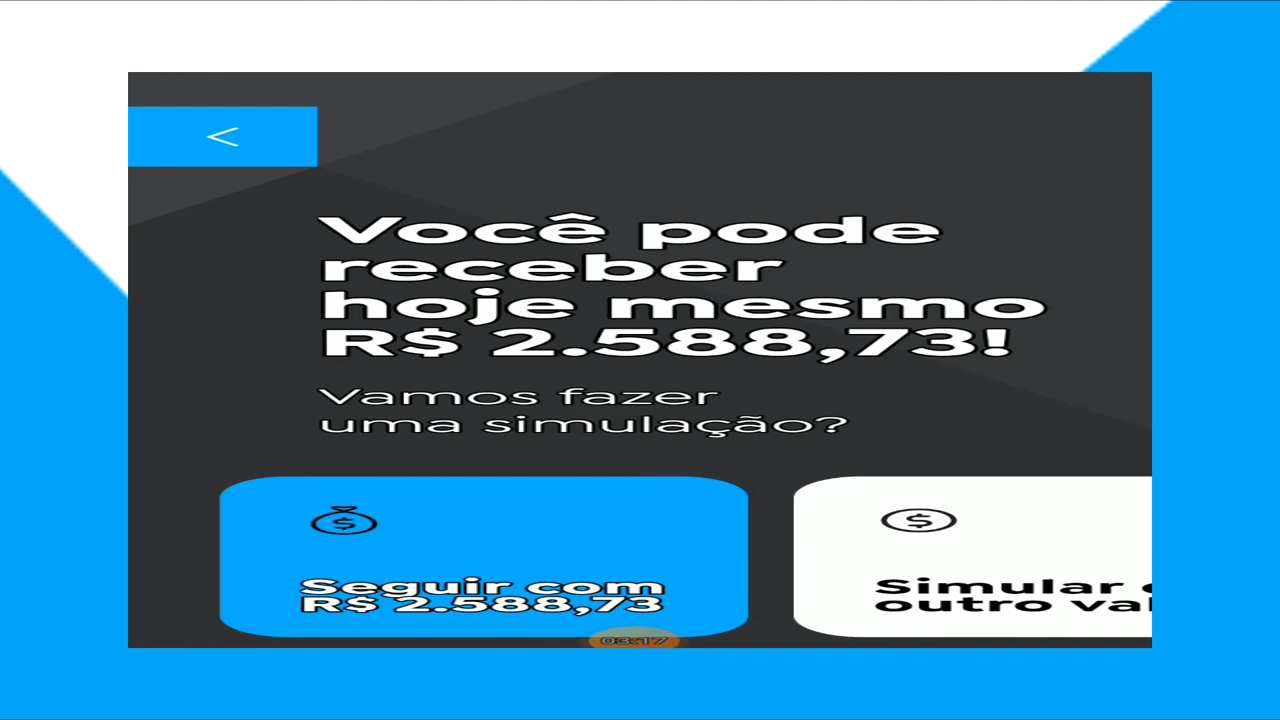 <
Você pode
receber
hoje mesmo
R$ 2.588,73!
Vamos fazer
uma simulação?
$
$
Seguir com
R$ 2.588,73
Simular
outro
03:17